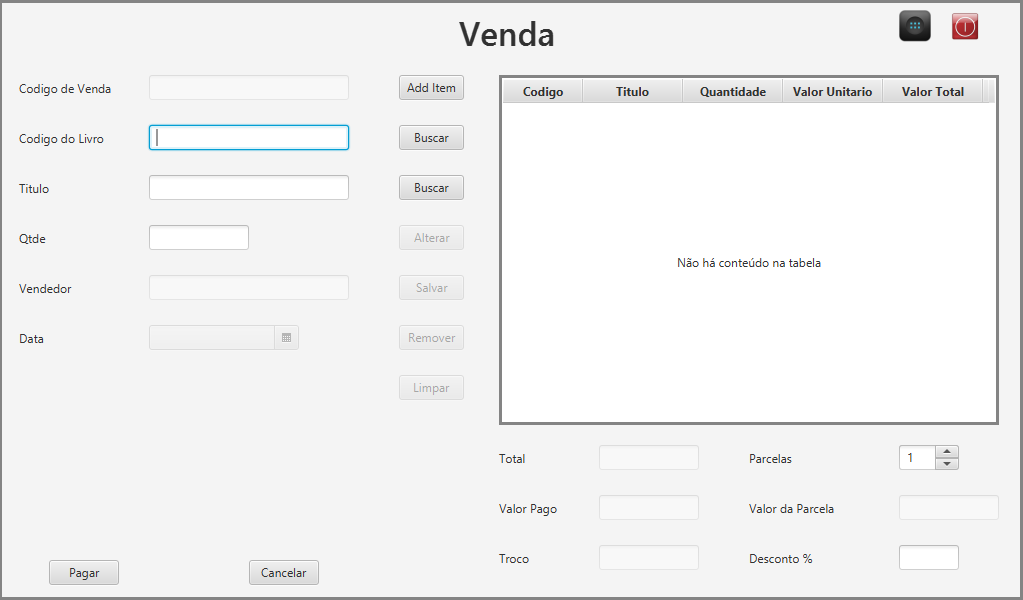 Venda
Codigo de Venda
Add Item
Codigo do Livro
Buscar
Titulo
Buscar
Qtde
Alterar
Vendedor
Salvar
Data
Remover
Limpar
Codigo Titulo Quantidade Valor Unitario Valor Total
Não há conteúdo na tabela
Total
Parcelas
1
Valor Pago
Valor da Parcela
Troco
Desconto %
Pagar
Cancelar